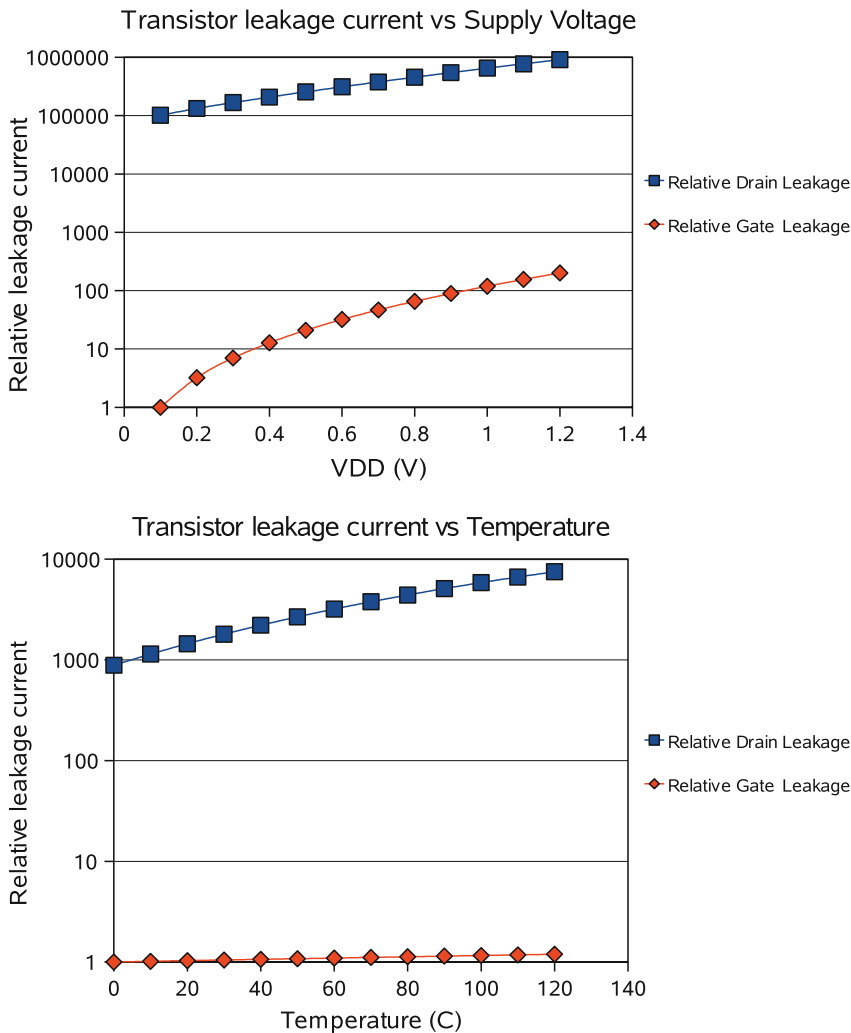 Transistor leakage current vs Supply Voltage
1000000
100000
10000
1000
100
10
1
Relative leakage current
0 0.2 0.4 0.6 0.8 1 1.2 1.4
VDD (V)
Relative Drain Leakage
Relative Gate Leakage
Transistor leakage current vs Temperature
10000
1000
100
10
1
Relative leakage current
0 20 40 60 80 100 120 140
Temperature (C)
Relative Drain Leakage
Relative Gate Leakage